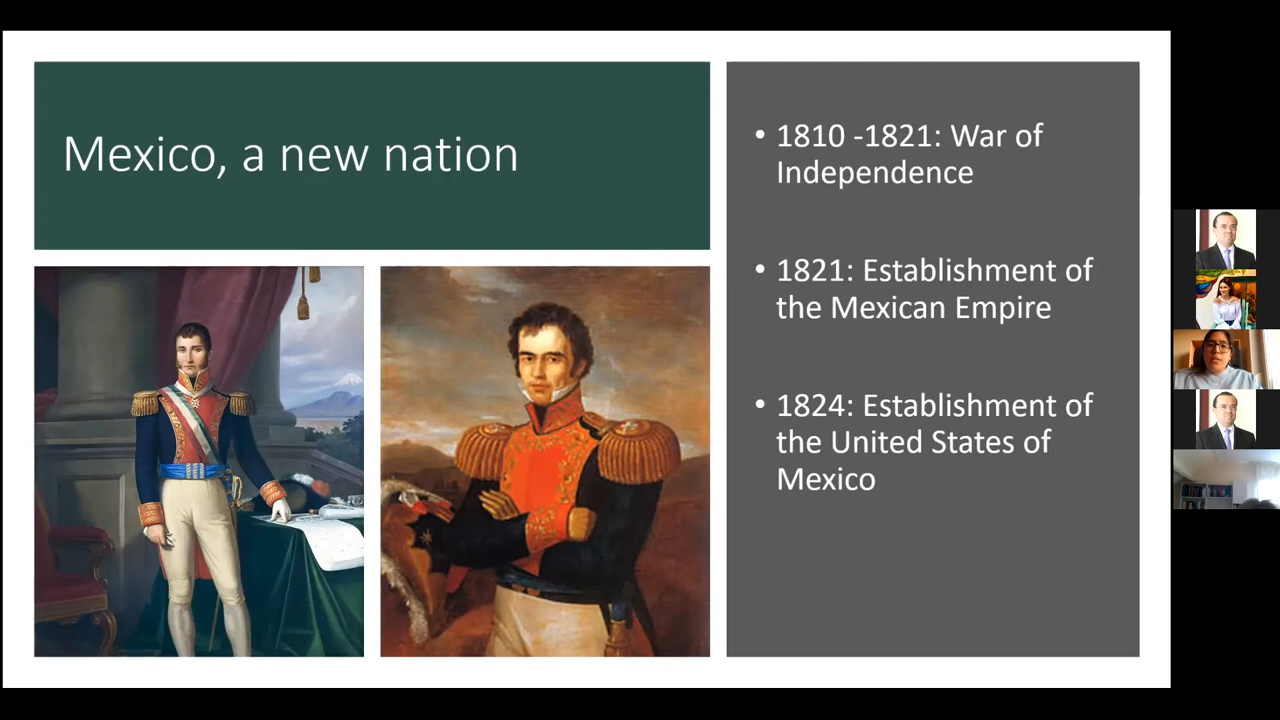 Mexico, a new nation
• 1810 -1821: War of
Independence
• 1821: Establishment of
the Mexican Empire
• 1824: Establishment of
the United States of
Mexico